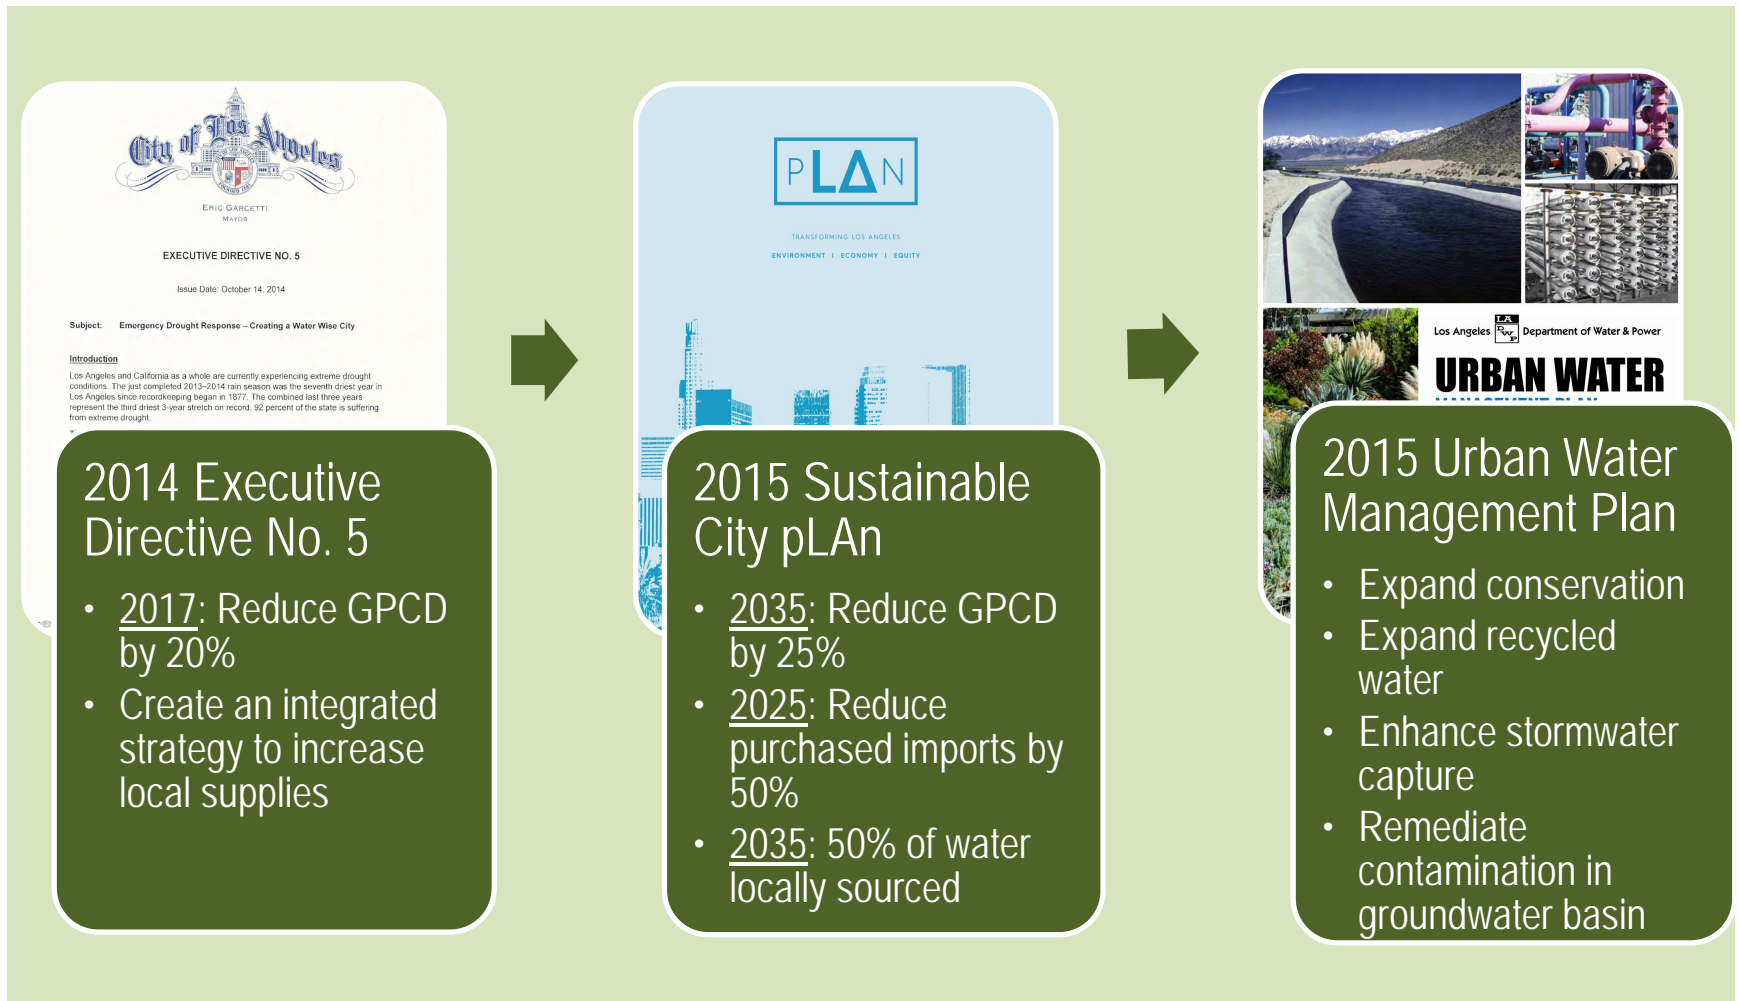 City of Los Angeles
FOUNDED 1781
ERIC GARCETTI
MAYOR
EXECUTIVE DIRECTIVE NO. 5
Issue Date: October 14, 2014
Subject: Emergency Drought Response – Creating a Water Wise City
Introduction
Los Angeles and California as a whole are currently experiencing extreme drought
conditions. The just completed 2013–2014 rain season was the seventh driest year in
Los Angeles since recordkeeping began in 1877. The combined last three years
represent the third driest 3-year stretch on record. 92 percent of the state is suffering
from extreme drought.
2014 Executive
Directive No. 5
• 2017: Reduce GPCD
by 20%
• Create an integrated
strategy to increase
local supplies
pLAN
TRANSFORMING LOS ANGELES
ENVIRONMENT | ECONOMY | EQUITY
2015 Sustainable
City pLAn
• 2035: Reduce GPCD
by 25%
• 2025: Reduce
purchased imports by
50%
• 2035: 50% of water
locally sourced
Los Angeles LA DWP Department of Water & Power
URBAN WATER
MANAGEMENT PLAN
2015 Urban Water
Management Plan
• Expand conservation
• Expand recycled
water
• Enhance stormwater
capture
• Remediate
contamination in
groundwater basin